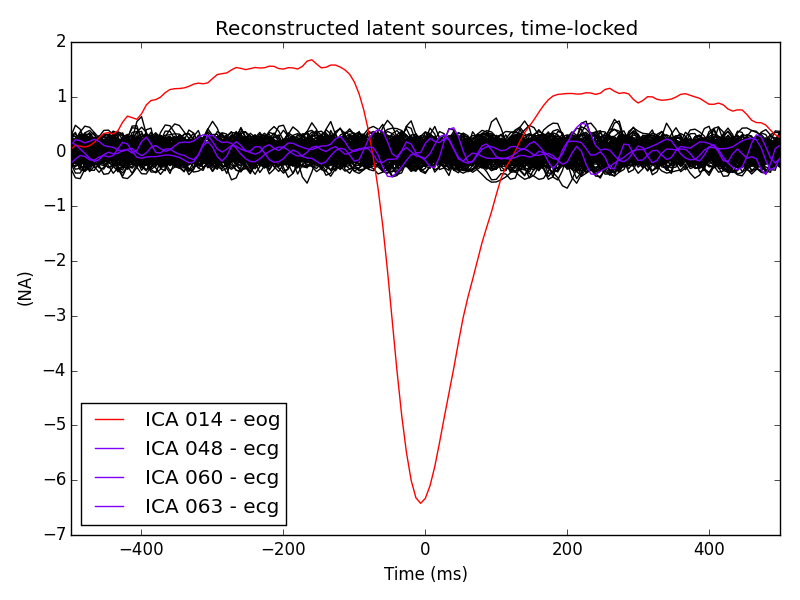 Reconstructed latent sources, time-locked
2
1
0
−1
−2
−3
−4
−5
−6
−7
(NA)
ICA 014 - eog
ICA 048 - ecg
ICA 060 - ecg
ICA 063 - ecg
−400
−200
0
200
400
Time (ms)